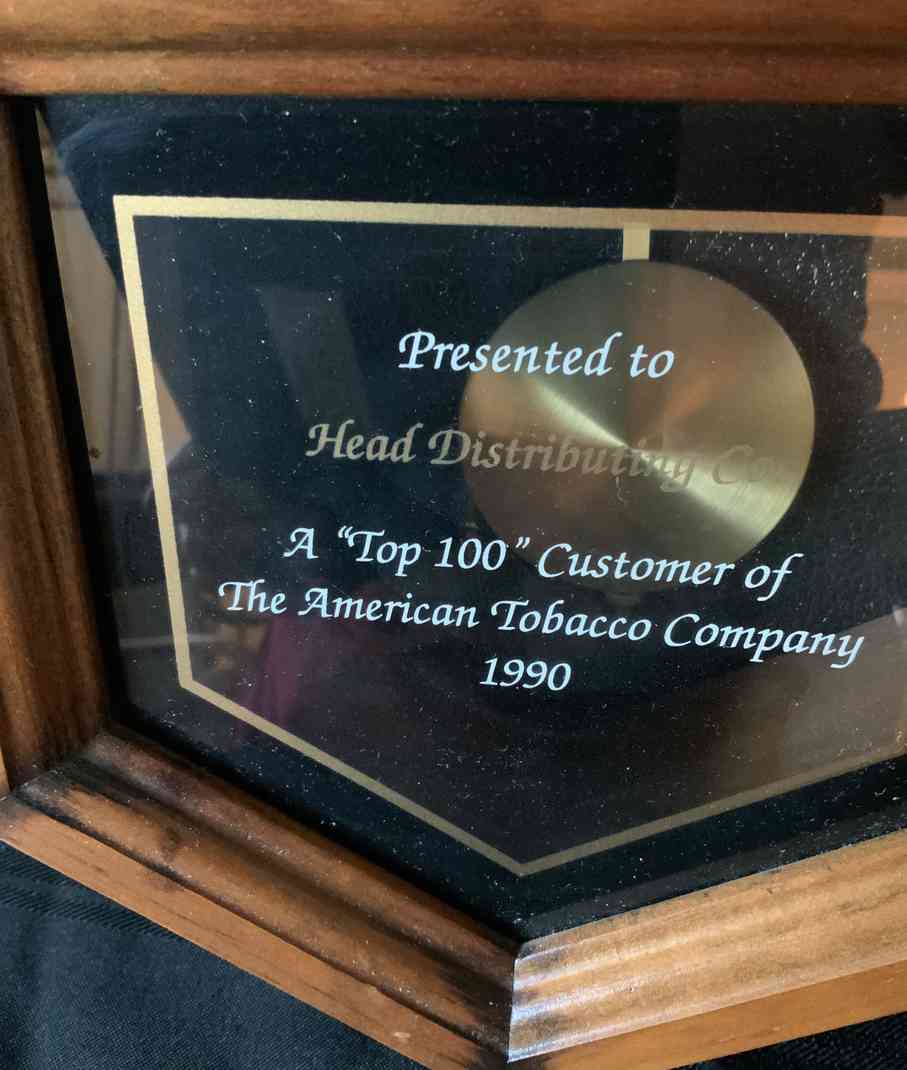 Presented to
Head Distributing Co
A “Top 100” Customer of
The American Tobacco Company
1990